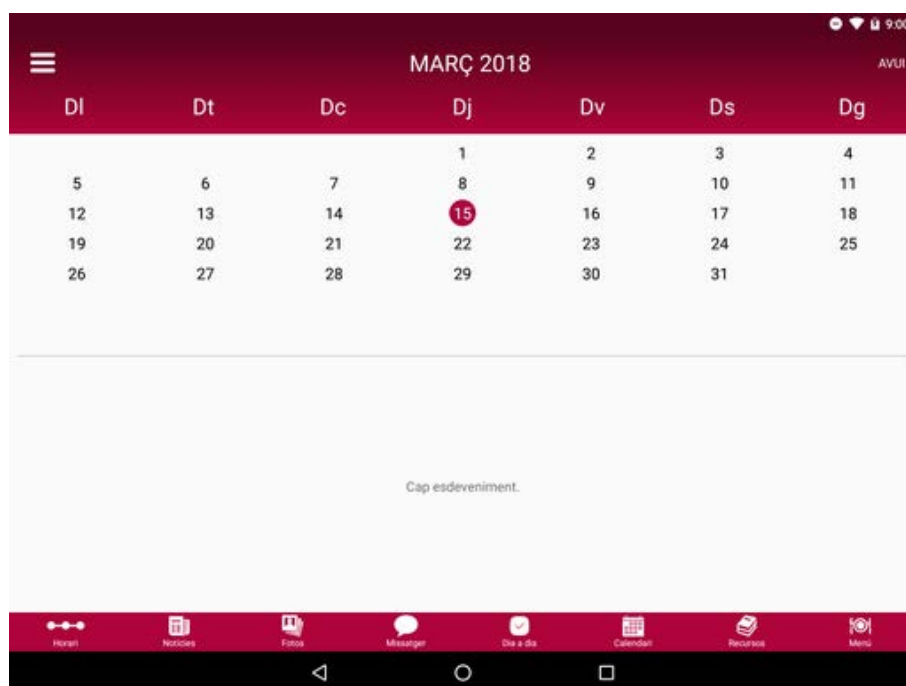 9:00
MARÇ 2018
AVUI
Dl Dt Dc Dj Dv Ds Dg
1 2 3 4
5 6 7 8 9 10 11
12 13 14 15 16 17 18
19 20 21 22 23 24 25
26 27 28 29 30 31
Cap esdeveniment.
Horari Notícies Fotos Missatger Dia a dia Calendari Recursos Menú